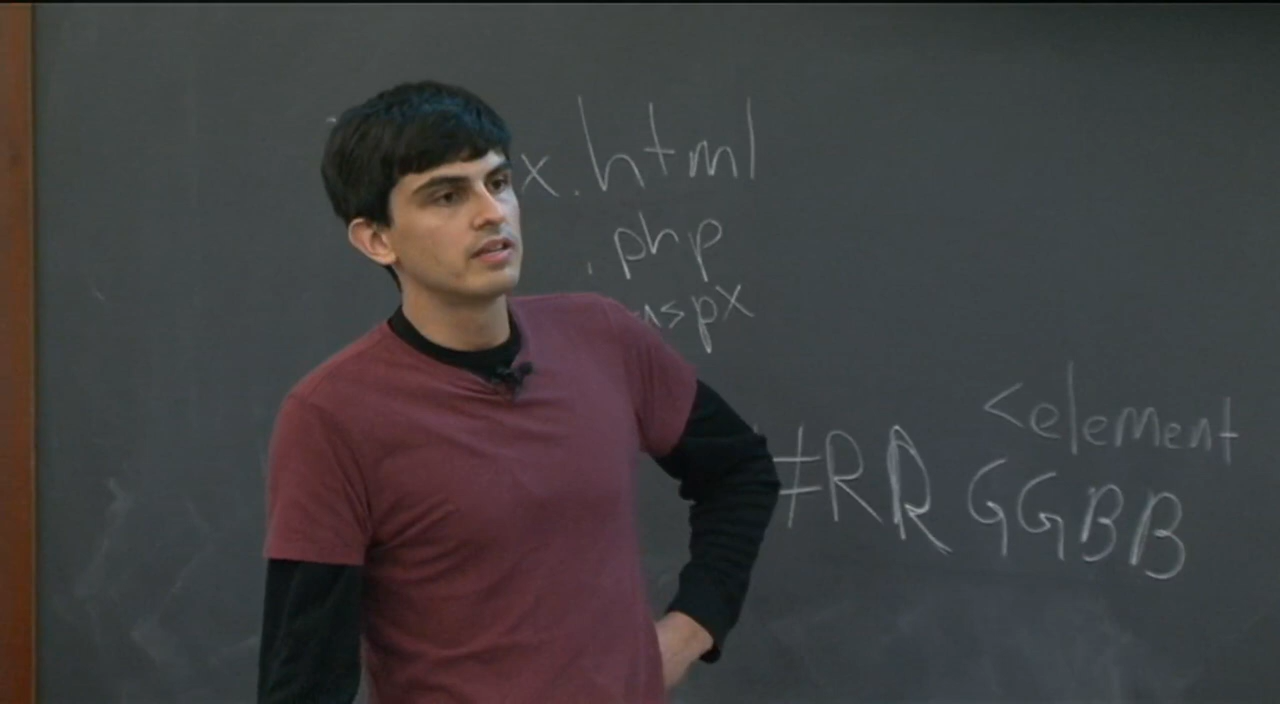 x.html
.php
aspx
<element
#RRGGBB